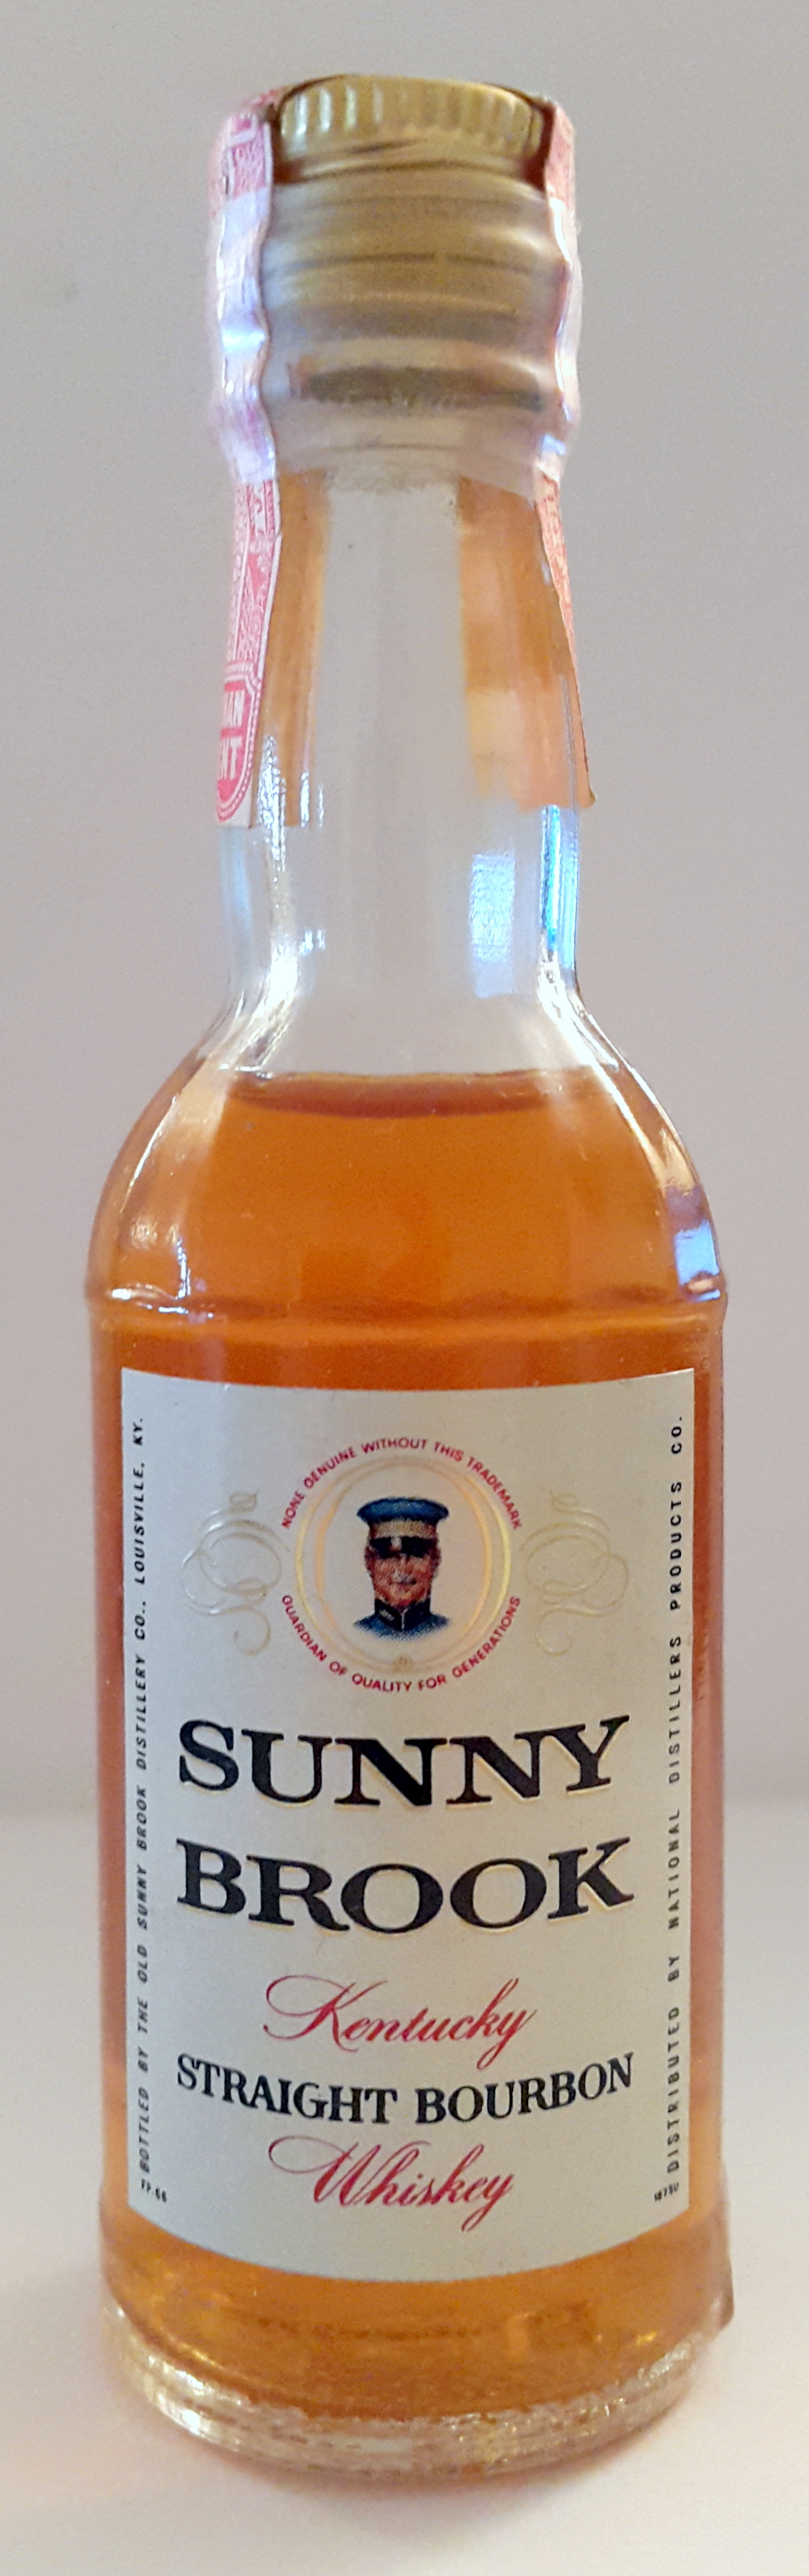 NONE GENUINE WITHOUT THIS TRADEMARK
GUARDIAN OF QUALITY FOR GENERATIONS
SUNNY
BROOK
Kentucky
STRAIGHT BOURBON
Whiskey
BOTTLED BY THE OLD SUNNY BROOK DISTILLERY CO., LOUISVILLE, KY.
DISTRIBUTED BY NATIONAL DISTILLERS PRODUCTS CO.